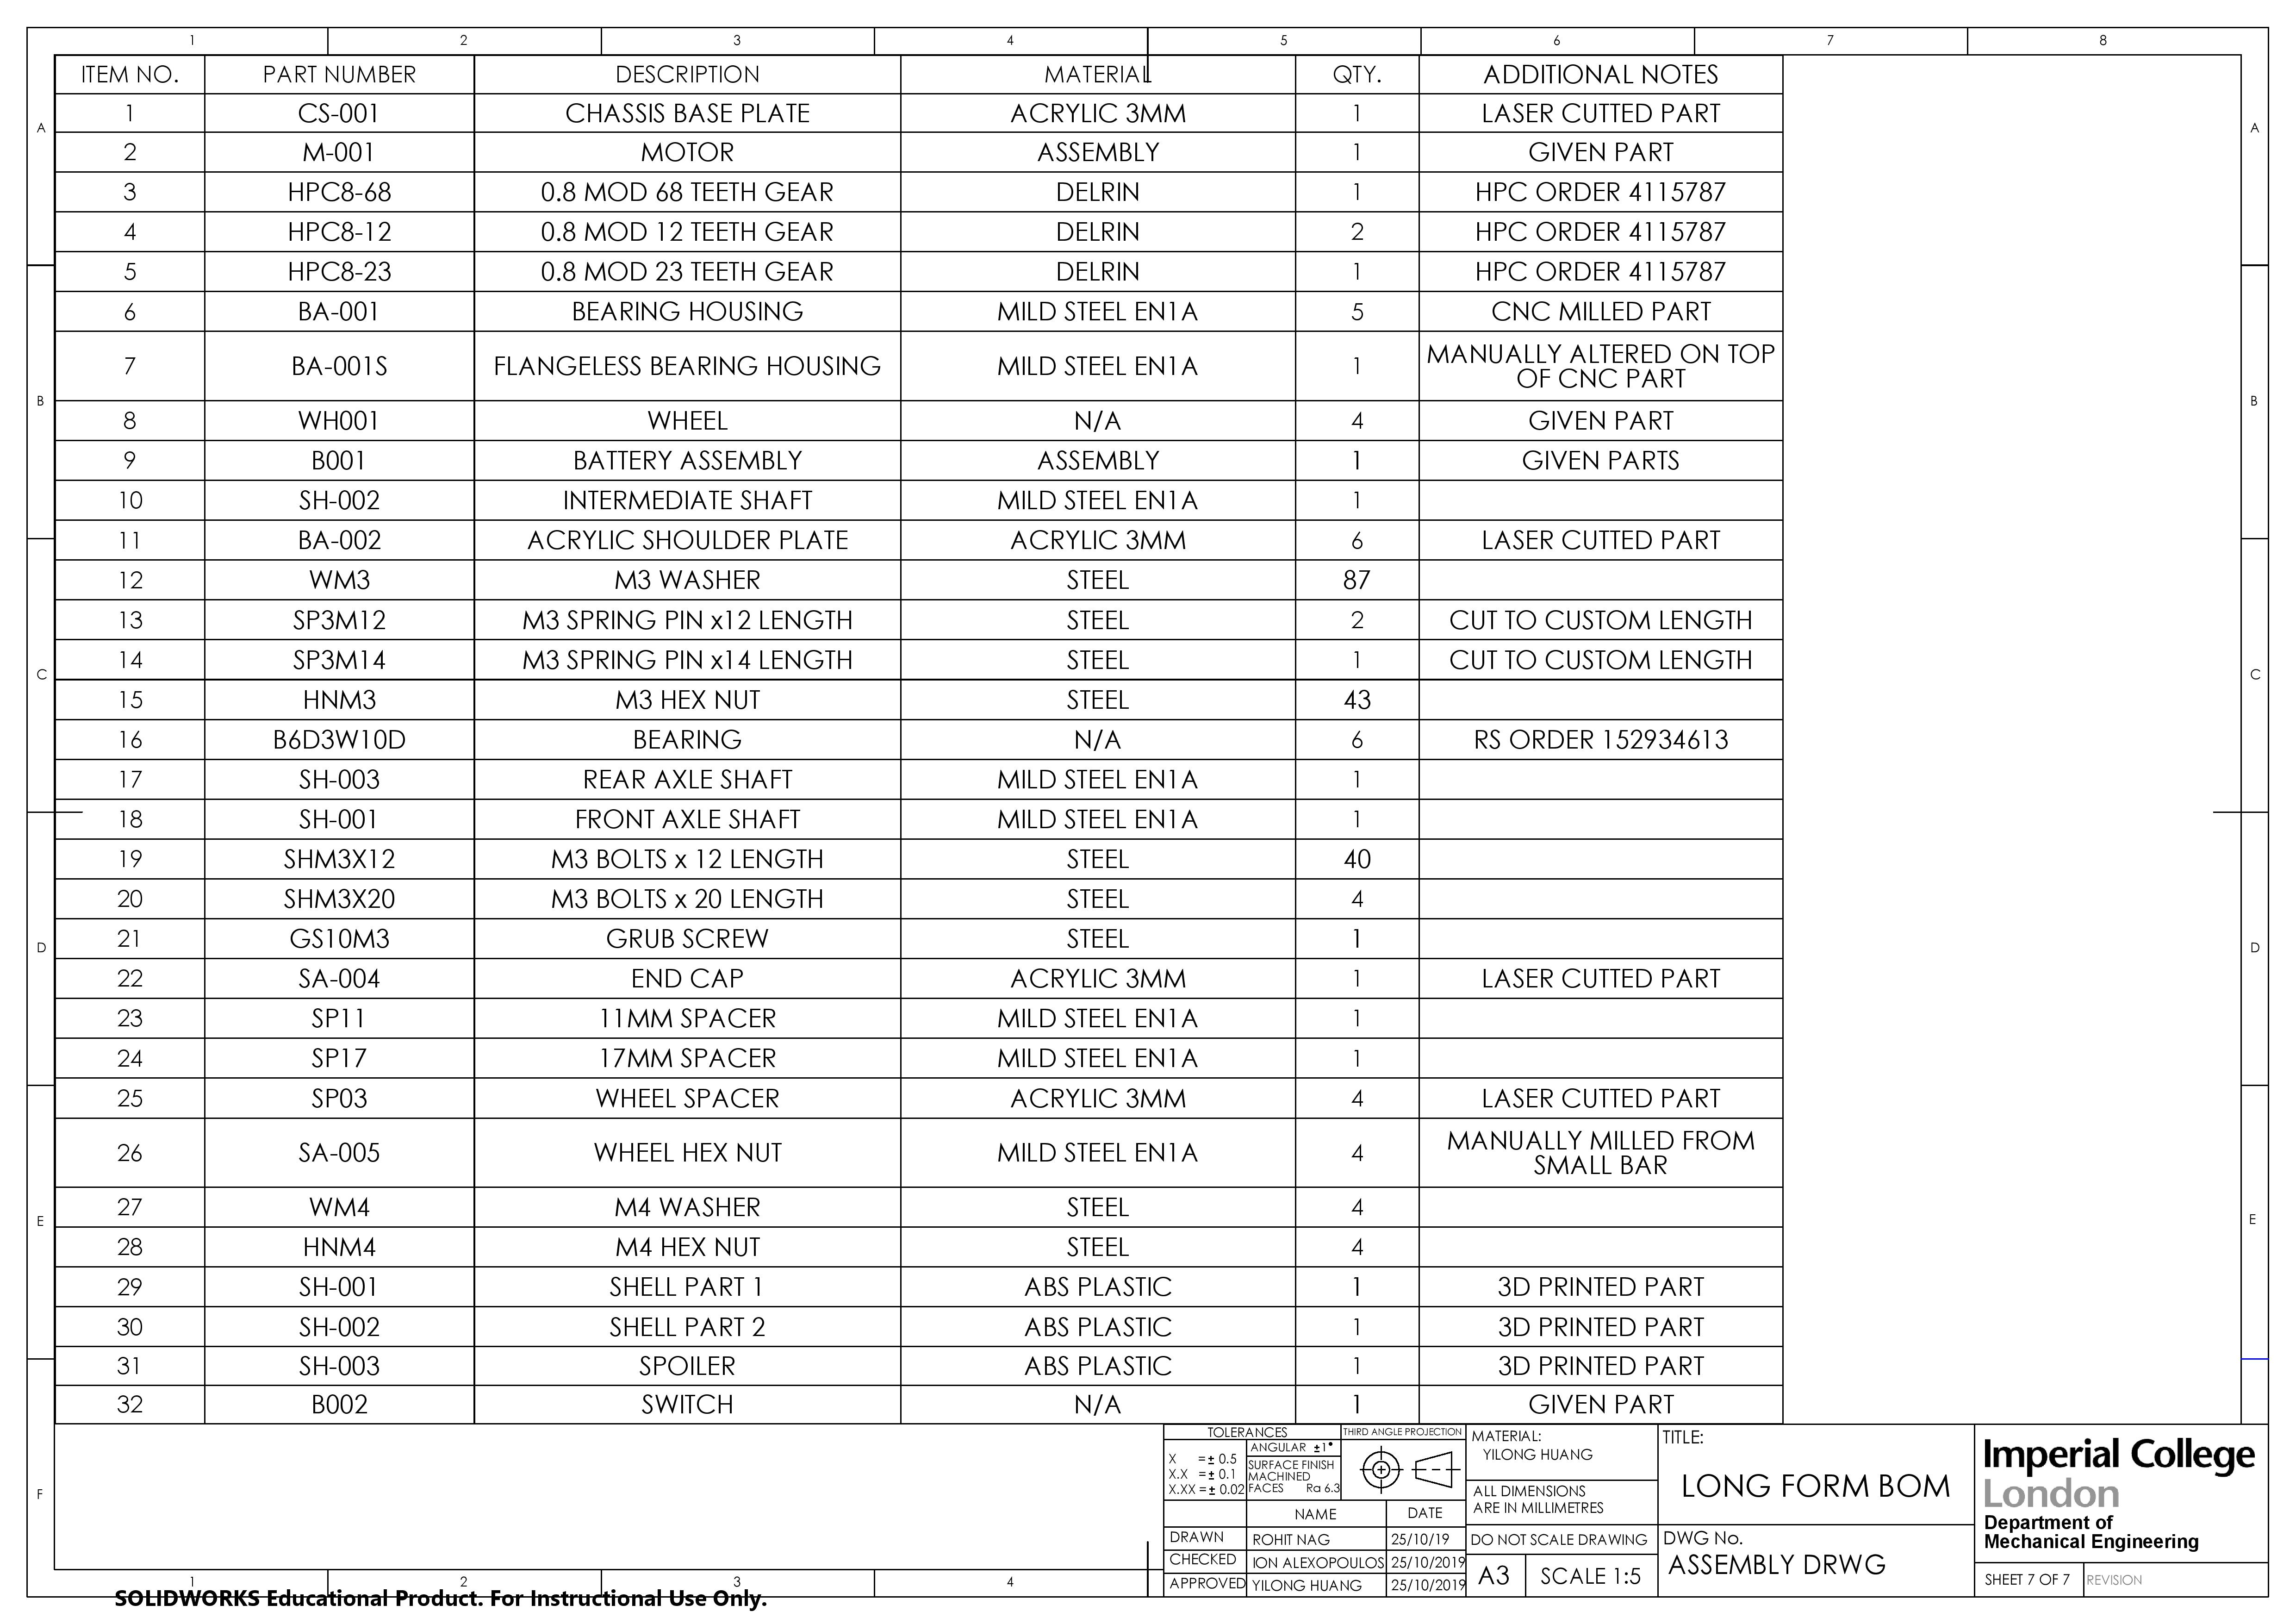 1 2 3 4 5 6 7 8
ITEM NO. PART NUMBER DESCRIPTION MATERIAL QTY. ADDITIONAL NOTES
1 CS-001 CHASSIS BASE PLATE ACRYLIC 3MM 1 LASER CUTTED PART
A A
2 M-001 MOTOR ASSEMBLY 1 GIVEN PART
3 HPC8-68 0.8 MOD 68 TEETH GEAR DELRIN 1 HPC ORDER 4115787
4 HPC8-12 0.8 MOD 12 TEETH GEAR DELRIN 2 HPC ORDER 4115787
5 HPC8-23 0.8 MOD 23 TEETH GEAR DELRIN 1 HPC ORDER 4115787
6 BA-001 BEARING HOUSING MILD STEEL EN1A 5 CNC MILLED PART
7 BA-001S FLANGELESS BEARING HOUSING MILD STEEL EN1A 1 MANUALLY ALTERED ON TOP
OF CNC PART
B B
8 WH001 WHEEL N/A 4 GIVEN PART
9 B001 BATTERY ASSEMBLY ASSEMBLY 1 GIVEN PARTS
10 SH-002 INTERMEDIATE SHAFT MILD STEEL EN1A 1
11 BA-002 ACRYLIC SHOULDER PLATE ACRYLIC 3MM 6 LASER CUTTED PART
12 WM3 M3 WASHER STEEL 87
13 SP3M12 M3 SPRING PIN x12 LENGTH STEEL 2 CUT TO CUSTOM LENGTH
14 SP3M14 M3 SPRING PIN x14 LENGTH STEEL 1 CUT TO CUSTOM LENGTH
C C
15 HNM3 M3 HEX NUT STEEL 43
16 B6D3W10D BEARING N/A 6 RS ORDER 152934613
17 SH-003 REAR AXLE SHAFT MILD STEEL EN1A 1
18 SH-001 FRONT AXLE SHAFT MILD STEEL EN1A 1
19 SHM3X12 M3 BOLTS x 12 LENGTH STEEL 40
20 SHM3X20 M3 BOLTS x 20 LENGTH STEEL 4
21 GS10M3 GRUB SCREW STEEL 1
D D
22 SA-004 END CAP ACRYLIC 3MM 1 LASER CUTTED PART
23 SP11 11MM SPACER MILD STEEL EN1A 1
24 SP17 17MM SPACER MILD STEEL EN1A 1
25 SP03 WHEEL SPACER ACRYLIC 3MM 4 LASER CUTTED PART
26 SA-005 WHEEL HEX NUT MILD STEEL EN1A 4 MANUALLY MILLED FROM
SMALL BAR
27 WM4 M4 WASHER STEEL 4
E E
28 HNM4 M4 HEX NUT STEEL 4
29 SH-001 SHELL PART 1 ABS PLASTIC 1 3D PRINTED PART
30 SH-002 SHELL PART 2 ABS PLASTIC 1 3D PRINTED PART
31 SH-003 SPOILER ABS PLASTIC 1 3D PRINTED PART
32 B002 SWITCH N/A 1 GIVEN PART
F
TOLERANCES
X =± 0.5
X.X =± 0.1
X.XX =± 0.02
ANGULAR ±1°
SURFACE FINISH
MACHINED
FACES Ra 6.3
THIRD ANGLE PROJECTION
NAME DATE
DRAWN ROHIT NAG 25/10/19
CHECKED ION ALEXOPOULOS 25/10/2019
APPROVED YILONG HUANG 25/10/2019
MATERIAL:
YILONG HUANG
ALL DIMENSIONS
ARE IN MILLIMETRES
DO NOT SCALE DRAWING
A3 SCALE 1:5
TITLE:
LONG FORM BOM
DWG No.
ASSEMBLY DRWG
Imperial College
London
Department of
Mechanical Engineering
SHEET 7 OF 7 REVISION
1 2 3 4
SOLIDWORKS Educational Product. For Instructional Use Only.